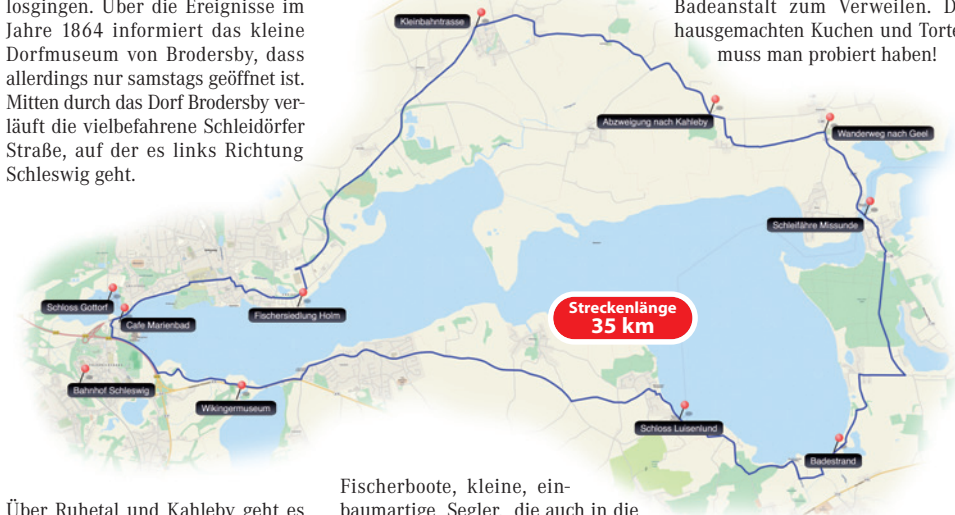 losgingen. Über die Ereignisse im
Jahre 1864 informiert das kleine
Dorfmuseum von Brodersby, dass
allerdings nur samstags geöffnet ist.
Mitten durch das Dorf Brodersby ver-
läuft die vielbefahrene Schleidörfer
Straße, auf der es links Richtung
Schleswig geht.
Badeanstalt zum Verweilen. D
hausgemachten Kuchen und Torte
muss man probiert haben!
Kleinbahntrasse
Abzweigung nach Kahleby
Wanderweg nach Geel
Schleifähre Missunde
Schloss Gottorf
Cafe Marienbad
Fischersiedlung Holm
Streckenlänge
35 km
Bahnhof Schleswig
Wikingermuseum
Schloss Luisenlund
Badestrand
Über Ruhetal und Kahleby geht es
Fischerboote, kleine, ein-
baumartige Segler, die auch in die